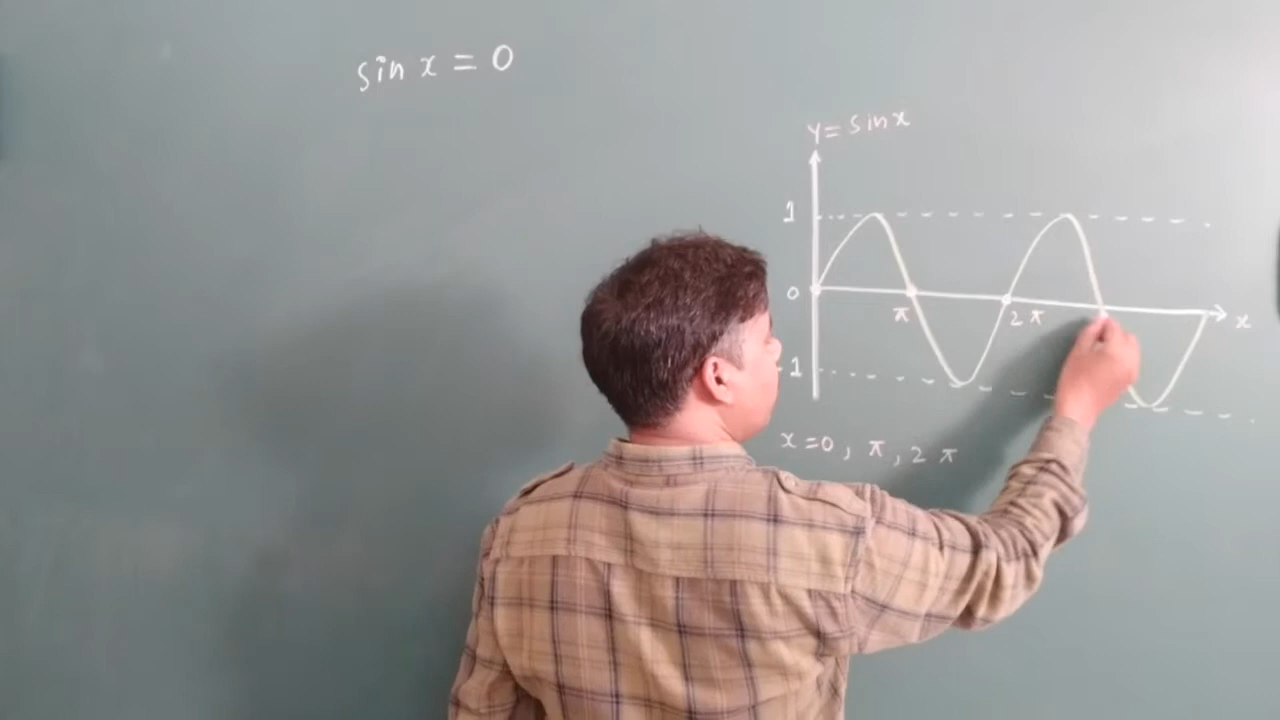 sin x = 0
y = sin x
1
0
π 2π x
-1
x = 0, π, 2π